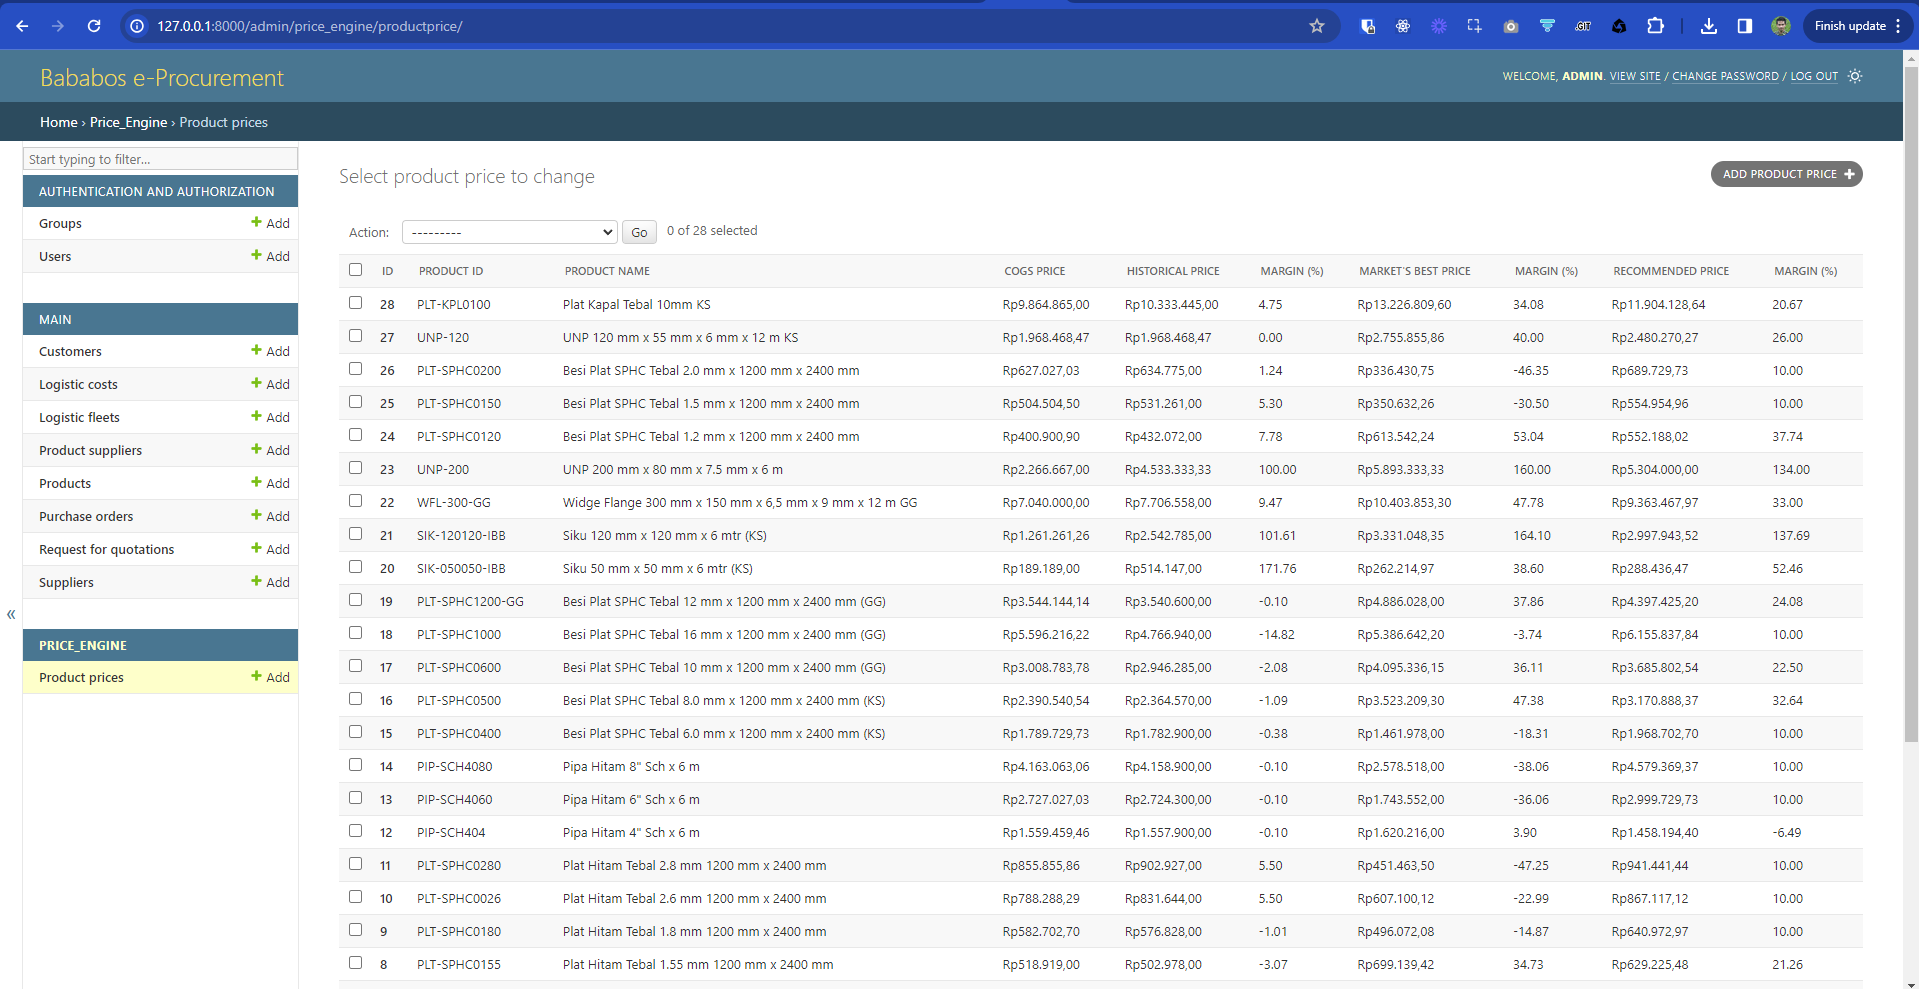 127.0.0.1:8000/admin/price_engine/productprice/
.GIT
Finish update
Bababos e-Procurement
WELCOME, ADMIN. VIEW SITE / CHANGE PASSWORD / LOG OUT
Home › Price_Engine › Product prices
Start typing to filter...
AUTHENTICATION AND AUTHORIZATION
Groups + Add
Users + Add
MAIN
Customers + Add
Logistic costs + Add
Logistic fleets + Add
Product suppliers + Add
Products + Add
Purchase orders + Add
Request for quotations + Add
Suppliers + Add
«
PRICE_ENGINE
Product prices + Add
Select product price to change
ADD PRODUCT PRICE +
Action: --------- Go 0 of 28 selected
ID PRODUCT ID PRODUCT NAME COGS PRICE HISTORICAL PRICE MARGIN (%) MARKET'S BEST PRICE MARGIN (%) RECOMMENDED PRICE MARGIN (%)
28 PLT-KPL0100 Plat Kapal Tebal 10mm KS Rp9.864.865,00 Rp10.333.445,00 4.75 Rp13.226.809,60 34.08 Rp11.904.128,64 20.67
27 UNP-120 UNP 120 mm x 55 mm x 6 mm x 12 m KS Rp1.968.468,47 Rp1.968.468,47 0.00 Rp2.755.855,86 40.00 Rp2.480.270,27 26.00
26 PLT-SPHC0200 Besi Plat SPHC Tebal 2.0 mm x 1200 mm x 2400 mm Rp627.027,03 Rp634.775,00 1.24 Rp336.430,75 -46.35 Rp689.729,73 10.00
25 PLT-SPHC0150 Besi Plat SPHC Tebal 1.5 mm x 1200 mm x 2400 mm Rp504.504,50 Rp531.261,00 5.30 Rp350.632,26 -30.50 Rp554.954,96 10.00
24 PLT-SPHC0120 Besi Plat SPHC Tebal 1.2 mm x 1200 mm x 2400 mm Rp400.900,90 Rp432.072,00 7.78 Rp613.542,24 53.04 Rp552.188,02 37.74
23 UNP-200 UNP 200 mm x 80 mm x 7.5 mm x 6 m Rp2.266.667,00 Rp4.533.333,33 100.00 Rp5.893.333,33 160.00 Rp5.304.000,00 134.00
22 WFL-300-GG Widge Flange 300 mm x 150 mm x 6,5 mm x 9 mm x 12 m GG Rp7.040.000,00 Rp7.706.558,00 9.47 Rp10.403.853,30 47.78 Rp9.363.467,97 33.00
21 SIK-120120-IBB Siku 120 mm x 120 mm x 6 mtr (KS) Rp1.261.261,26 Rp2.542.785,00 101.61 Rp3.331.048,35 164.10 Rp2.997.943,52 137.69
20 SIK-050050-IBB Siku 50 mm x 50 mm x 6 mtr (KS) Rp189.189,00 Rp514.147,00 171.76 Rp262.214,97 38.60 Rp288.436,47 52.46
19 PLT-SPHC1200-GG Besi Plat SPHC Tebal 12 mm x 1200 mm x 2400 mm (GG) Rp3.544.144,14 Rp3.540.600,00 -0.10 Rp4.886.028,00 37.86 Rp4.397.425,20 24.08
18 PLT-SPHC1000 Besi Plat SPHC Tebal 16 mm x 1200 mm x 2400 mm (GG) Rp5.596.216,22 Rp4.766.940,00 -14.82 Rp5.386.642,20 -3.74 Rp6.155.837,84 10.00
17 PLT-SPHC0600 Besi Plat SPHC Tebal 10 mm x 1200 mm x 2400 mm (GG) Rp3.008.783,78 Rp2.946.285,00 -2.08 Rp4.095.336,15 36.11 Rp3.685.802,54 22.50
16 PLT-SPHC0500 Besi Plat SPHC Tebal 8.0 mm x 1200 mm x 2400 mm (KS) Rp2.390.540,54 Rp2.364.570,00 -1.09 Rp3.523.209,30 47.38 Rp3.170.888,37 32.64
15 PLT-SPHC0400 Besi Plat SPHC Tebal 6.0 mm x 1200 mm x 2400 mm (KS) Rp1.789.729,73 Rp1.782.900,00 -0.38 Rp1.461.978,00 -18.31 Rp1.968.702,70 10.00
14 PIP-SCH4080 Pipa Hitam 8" Sch x 6 m Rp4.163.063,06 Rp4.158.900,00 -0.10 Rp2.578.518,00 -38.06 Rp4.579.369,37 10.00
13 PIP-SCH4060 Pipa Hitam 6" Sch x 6 m Rp2.727.027,03 Rp2.724.300,00 -0.10 Rp1.743.552,00 -36.06 Rp2.999.729,73 10.00
12 PIP-SCH404 Pipa Hitam 4" Sch x 6 m Rp1.559.459,46 Rp1.557.900,00 -0.10 Rp1.620.216,00 3.90 Rp1.458.194,40 -6.49
11 PLT-SPHC0280 Plat Hitam Tebal 2.8 mm 1200 mm x 2400 mm Rp855.855,86 Rp902.927,00 5.50 Rp451.463,50 -47.25 Rp941.441,44 10.00
10 PLT-SPHC0026 Plat Hitam Tebal 2.6 mm 1200 mm x 2400 mm Rp788.288,29 Rp831.644,00 5.50 Rp607.100,12 -22.99 Rp867.117,12 10.00
9 PLT-SPHC0180 Plat Hitam Tebal 1.8 mm 1200 mm x 2400 mm Rp582.702,70 Rp576.828,00 -1.01 Rp496.072,08 -14.87 Rp640.972,97 10.00
8 PLT-SPHC0155 Plat Hitam Tebal 1.55 mm 1200 mm x 2400 mm Rp518.919,00 Rp502.978,00 -3.07 Rp699.139,42 34.73 Rp629.225,48 21.26